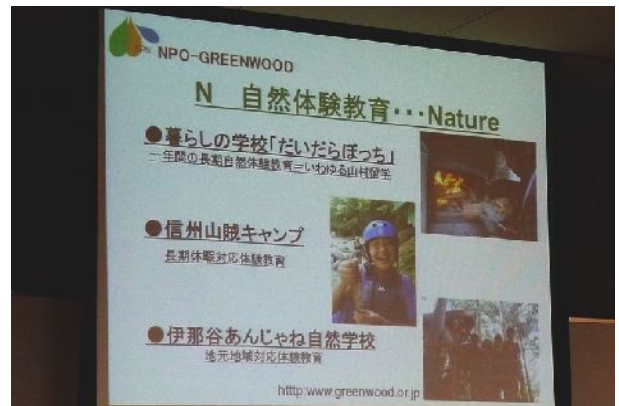 NPO-GREENWOOD
N 自然体験教育・・・Nature
●暮らしの学校「だいだらぼっち」
一年間の長期自然体験教育=いわゆる山村留学
●信州山賊キャンプ
長期休暇対応体験教育
●伊那谷あんじゃね自然学校
地元地域対応体験教育
htttp:www.greenwood.or.jp